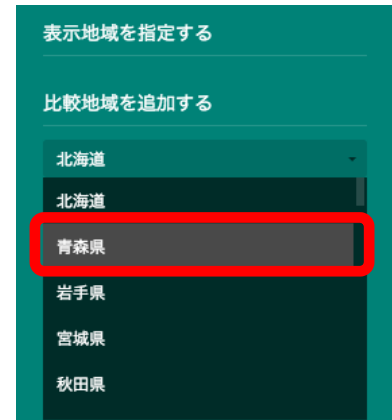 表示地域を指定する
比較地域を追加する
北海道
北海道
青森県
岩手県
宮城県
秋田県